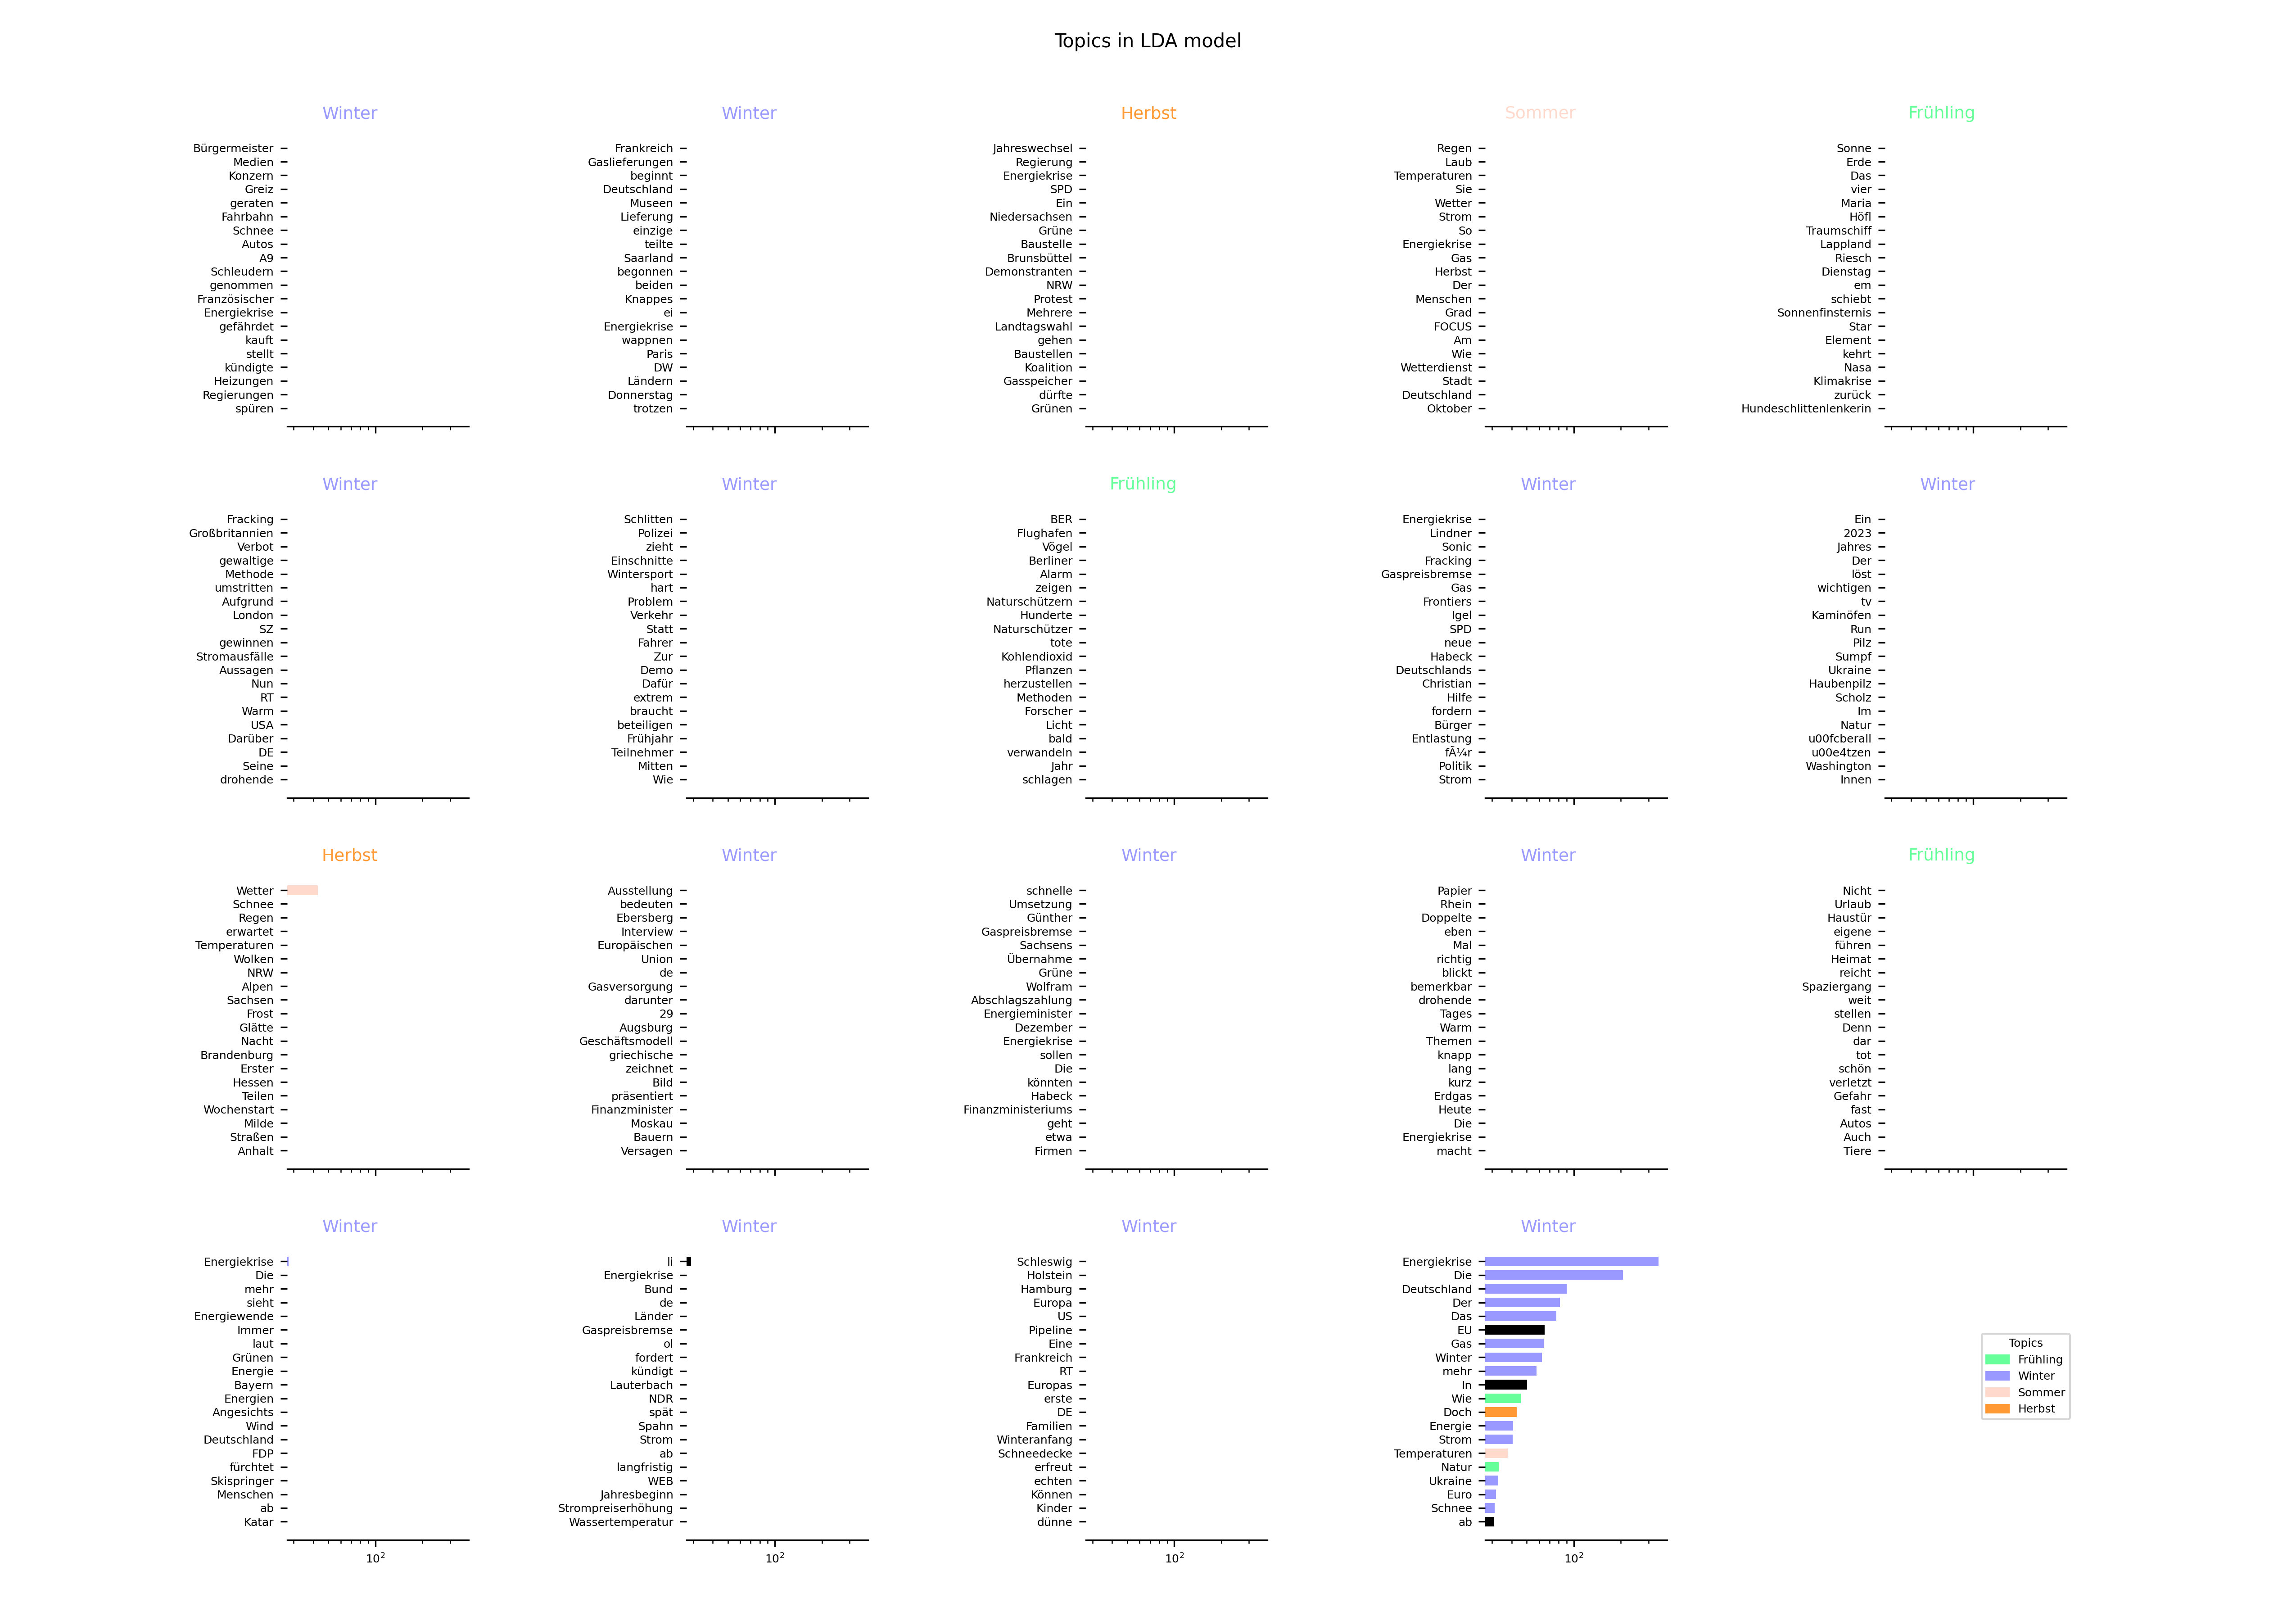 Topics in LDA model
Winter
Bürgermeister
Medien
Konzern
Greiz
geraten
Fahrbahn
Schnee
Autos
A9
Schleudern
genommen
Französischer
Energiekrise
gefährdet
kauft
stellt
kündigte
Heizungen
Regierungen
spüren
Winter
Frankreich
Gaslieferungen
beginnt
Deutschland
Museen
Lieferung
einzige
teilte
Saarland
begonnen
beiden
Knappes
ei
Energiekrise
wappnen
Paris
DW
Ländern
Donnerstag
trotzen
Herbst
Jahreswechsel
Regierung
Energiekrise
SPD
Ein
Niedersachsen
Grüne
Baustelle
Brunsbüttel
Demonstranten
NRW
Protest
Mehrere
Landtagswahl
gehen
Baustellen
Koalition
Gasspeicher
dürfte
Grünen
Sommer
Regen
Laub
Temperaturen
Sie
Wetter
Strom
So
Energiekrise
Gas
Herbst
Der
Menschen
Grad
FOCUS
Am
Wie
Wetterdienst
Stadt
Deutschland
Oktober
Frühling
Sonne
Erde
Das
vier
Maria
Höfl
Traumschiff
Lappland
Riesch
Dienstag
em
schiebt
Sonnenfinsternis
Star
Element
kehrt
Nasa
Klimakrise
zurück
Hundeschlittenlenkerin
Winter
Fracking
Großbritannien
Verbot
gewaltige
Methode
umstritten
Aufgrund
London
SZ
gewinnen
Stromausfälle
Aussagen
Nun
RT
Warm
USA
Darüber
DE
Seine
drohende
Winter
Schlitten
Polizei
zieht
Einschnitte
Wintersport
hart
Problem
Verkehr
Statt
Fahrer
Zur
Demo
Dafür
extrem
braucht
beteiligen
Frühjahr
Teilnehmer
Mitten
Wie
Frühling
BER
Flughafen
Vögel
Berliner
Alarm
zeigen
Naturschützern
Hunderte
Naturschützer
tote
Kohlendioxid
Pflanzen
herzustellen
Methoden
Forscher
Licht
bald
verwandeln
Jahr
schlagen
Winter
Energiekrise
Lindner
Sonic
Fracking
Gaspreisbremse
Gas
Frontiers
Igel
SPD
neue
Habeck
Deutschlands
Christian
Hilfe
fordern
Bürger
Entlastung
fÃ¼r
Politik
Strom
Winter
Ein
2023
Jahres
Der
löst
wichtigen
tv
Kaminöfen
Run
Pilz
Sumpf
Ukraine
Haubenpilz
Scholz
Im
Natur
u00fcberall
u00e4tzen
Washington
Innen
Herbst
Wetter
Schnee
Regen
erwartet
Temperaturen
Wolken
NRW
Alpen
Sachsen
Frost
Glätte
Nacht
Brandenburg
Erster
Hessen
Teilen
Wochenstart
Milde
Straßen
Anhalt
Winter
Ausstellung
bedeuten
Ebersberg
Interview
Europäischen
Union
de
Gasversorgung
darunter
29
Augsburg
Geschäftsmodell
griechische
zeichnet
Bild
präsentiert
Finanzminister
Moskau
Bauern
Versagen
Winter
schnelle
Umsetzung
Günther
Gaspreisbremse
Sachsens
Übernahme
Grüne
Wolfram
Abschlagszahlung
Energieminister
Dezember
Energiekrise
sollen
Die
könnten
Habeck
Finanzministeriums
geht
etwa
Firmen
Winter
Papier
Rhein
Doppelte
eben
Mal
richtig
blickt
bemerkbar
drohende
Tages
Warm
Themen
knapp
lang
kurz
Erdgas
Heute
Die
Energiekrise
macht
Frühling
Nicht
Urlaub
Haustür
eigene
führen
Heimat
reicht
Spaziergang
weit
stellen
Denn
dar
tot
schön
verletzt
Gefahr
fast
Autos
Auch
Tiere
Winter
Energiekrise
Die
mehr
sieht
Energiewende
Immer
laut
Grünen
Energie
Bayern
Energien
Angesichts
Wind
Deutschland
FDP
fürchtet
Skispringer
Menschen
ab
Katar
10²
Winter
li
Energiekrise
Bund
de
Länder
Gaspreisbremse
ol
fordert
kündigt
Lauterbach
NDR
spät
Spahn
Strom
ab
langfristig
WEB
Jahresbeginn
Strompreiserhöhung
Wassertemperatur
10²
Winter
Schleswig
Holstein
Hamburg
Europa
US
Pipeline
Eine
Frankreich
RT
Europas
erste
DE
Familien
Winteranfang
Schneedecke
erfreut
echten
Können
Kinder
dünne
10²
Winter
Energiekrise
Die
Deutschland
Der
Das
EU
Gas
Winter
mehr
In
Wie
Doch
Energie
Strom
Temperaturen
Natur
Ukraine
Euro
Schnee
ab
10²
Topics
Frühling
Winter
Sommer
Herbst